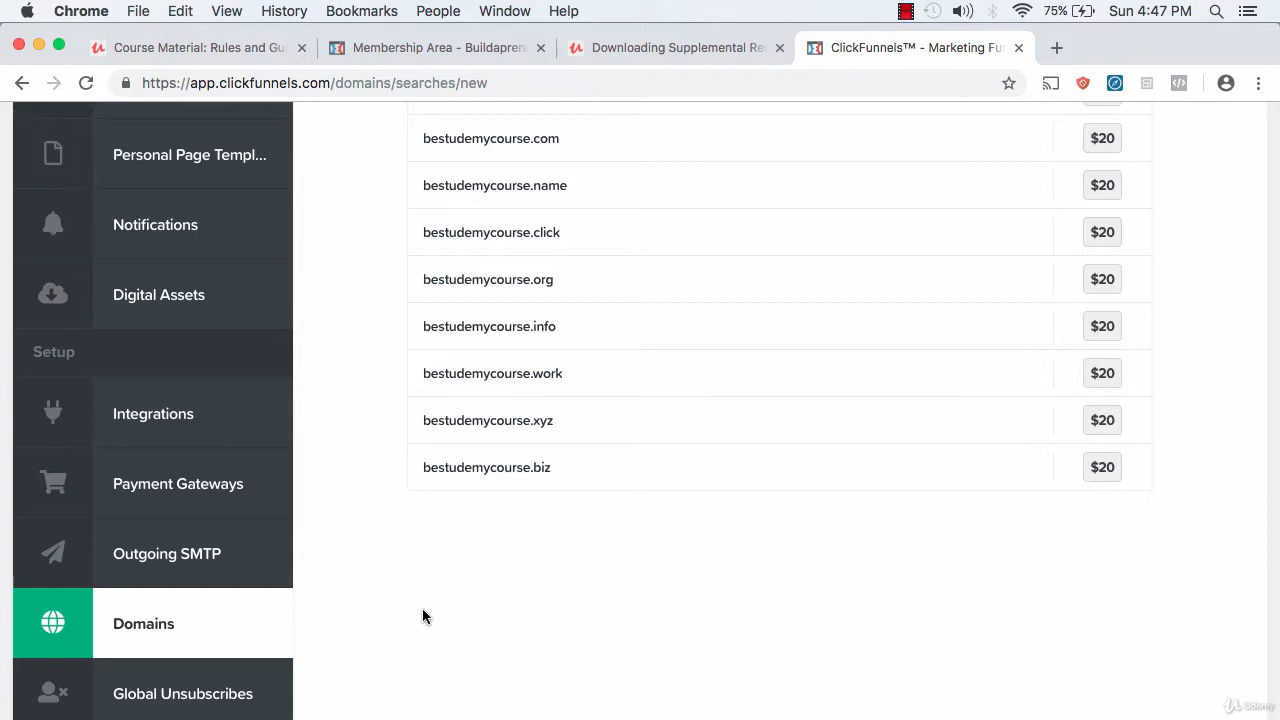 Chrome File Edit View History Bookmarks People Window Help 75% Sun 4:47 PM
Course Material: Rules and Gu Membership Area - Buildapren Downloading Supplemental Re ClickFunnels™ - Marketing Fu
https://app.clickfunnels.com/domains/searches/new
bestudemycourse.com $20
Personal Page Templ...
bestudemycourse.name $20
Notifications
bestudemycourse.click $20
bestudemycourse.org $20
Digital Assets
bestudemycourse.info $20
Setup
bestudemycourse.work $20
Integrations
bestudemycourse.xyz $20
bestudemycourse.biz $20
Payment Gateways
Outgoing SMTP
Domains
Global Unsubscribes
Udemy